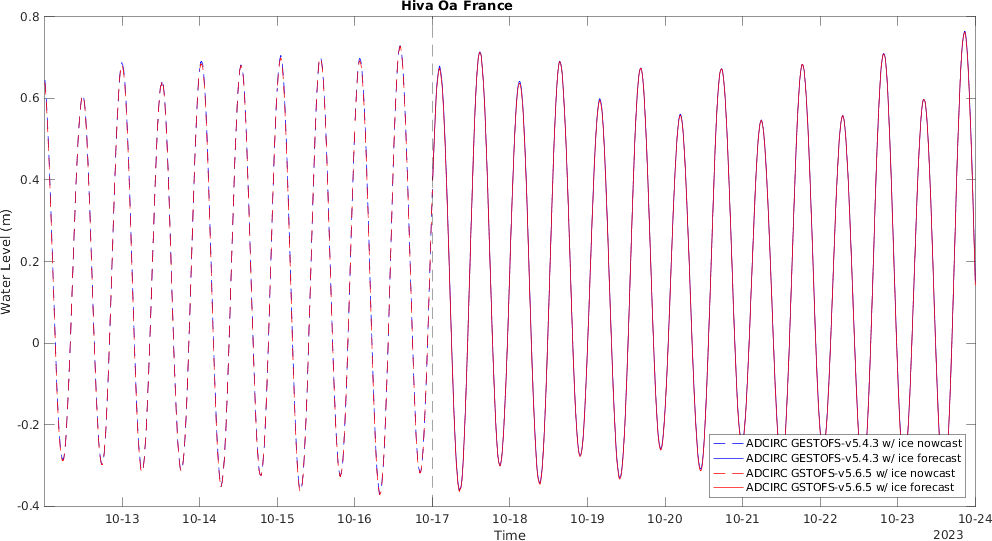 Hiva Oa France
Water Level (m)
0.8
0.6
0.4
0.2
0
-0.2
-0.4
ADCIRC GESTOFS-v5.4.3 w/ ice nowcast
ADCIRC GESTOFS-v5.4.3 w/ ice forecast
ADCIRC GSTOFS-v5.6.5 w/ ice nowcast
ADCIRC GSTOFS-v5.6.5 w/ ice forecast
10-13 10-14 10-15 10-16 10-17 10-18 10-19 10-20 10-21 10-22 10-23 10-24
Time
2023